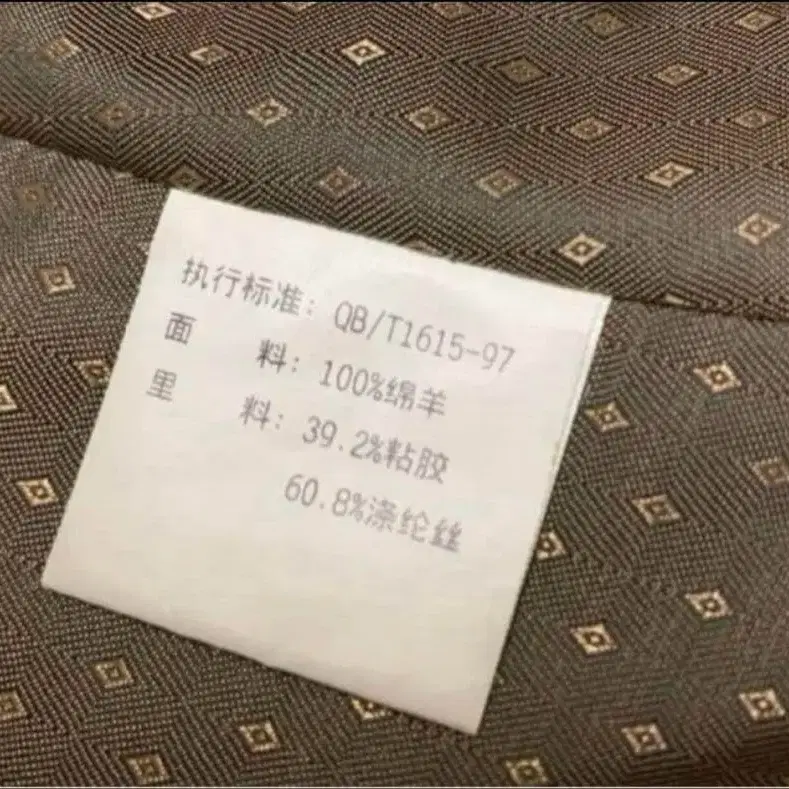 执行标准：QB/T1615-97
面 料：100%绵羊
里 料：39.2%粘胶
60.8%涤纶丝